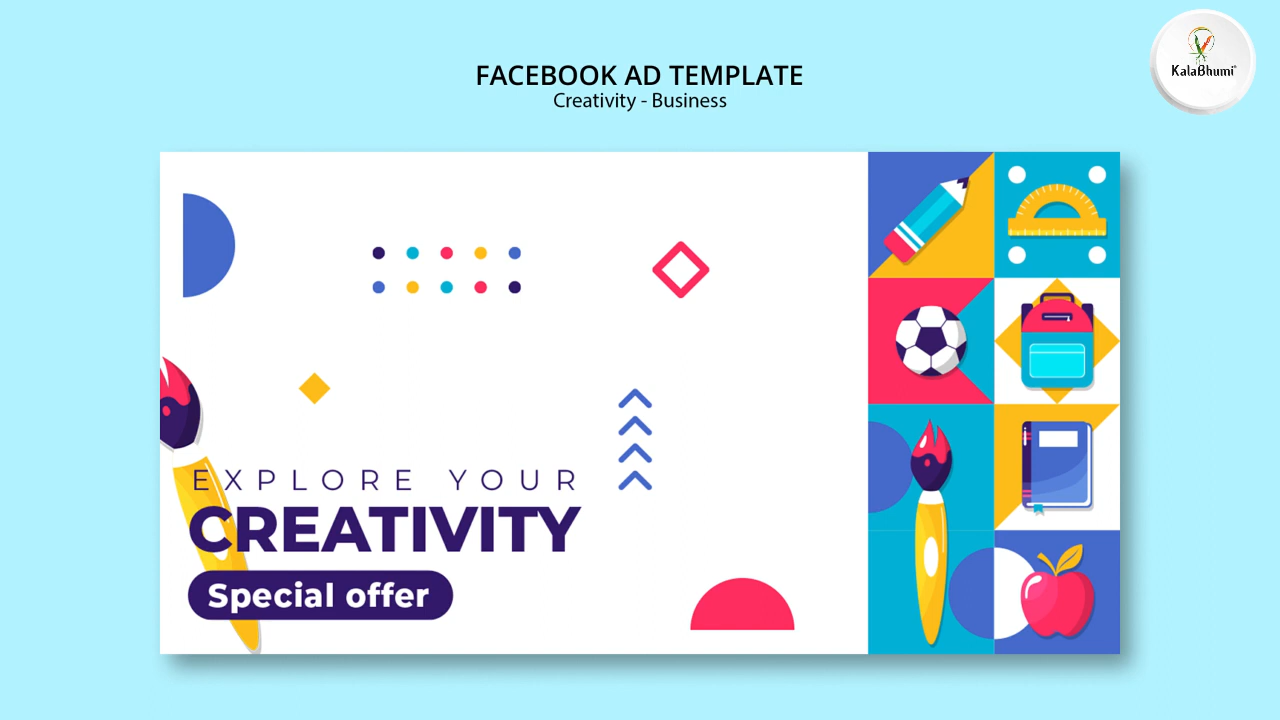 FACEBOOK AD TEMPLATE
Creativity - Business
KalaBhumi
EXPLORE YOUR
CREATIVITY
Special offer